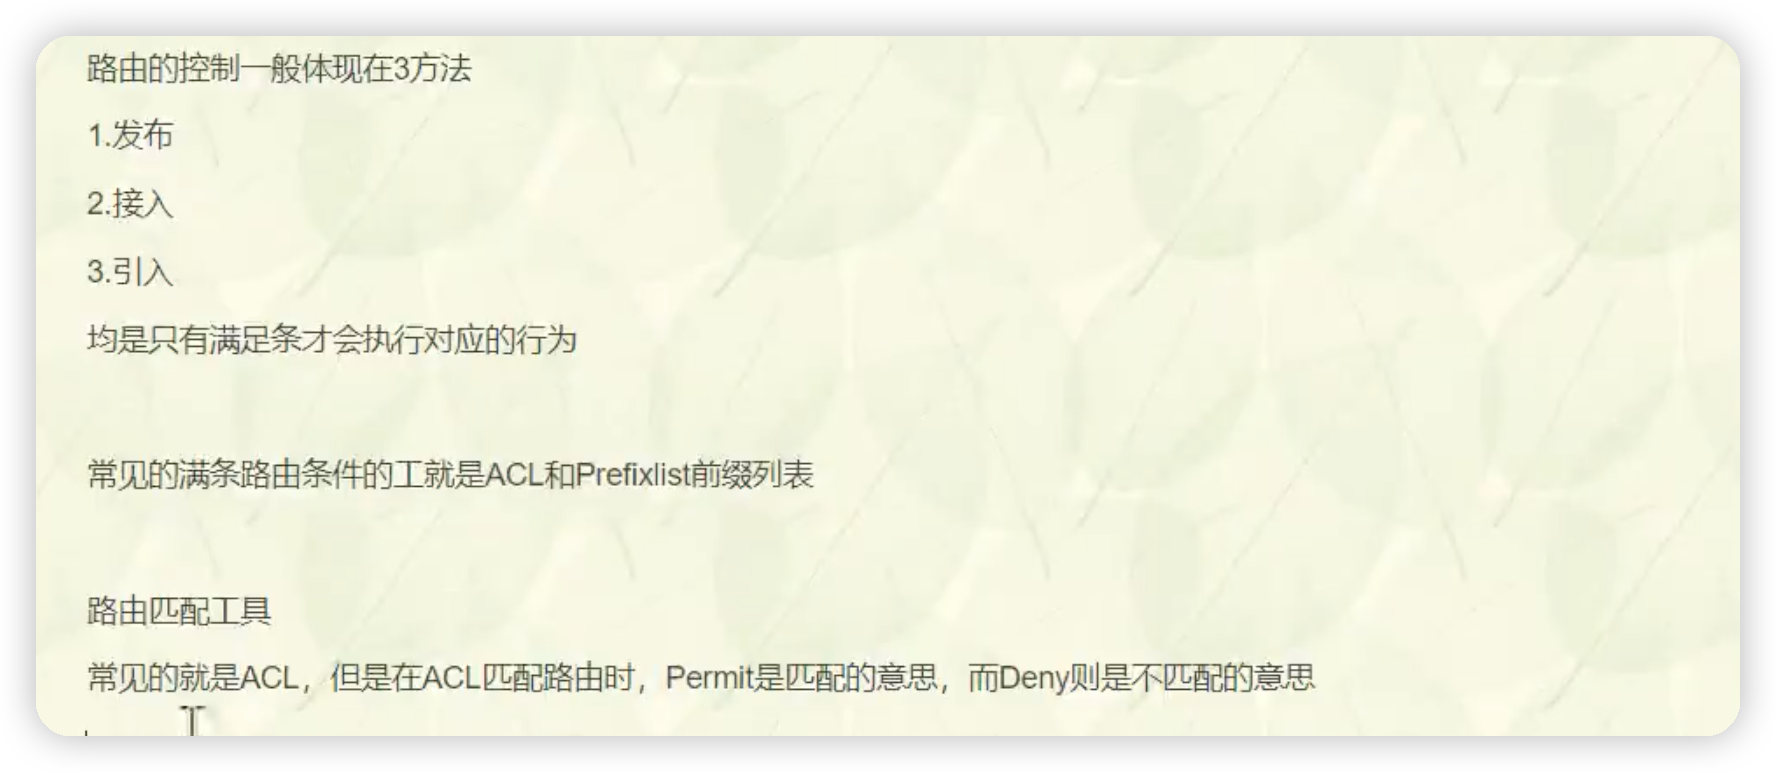 路由的控制一般体现在3方法
1.发布
2.接入
3.引入
均是只有满足条才会执行对应的行为
常见的满条路由条件的工就是ACL和Prefixlist前缀列表
路由匹配工具
常见的就是ACL，但是在ACL匹配路由时，Permit是匹配的意思，而Deny则是不匹配的意思